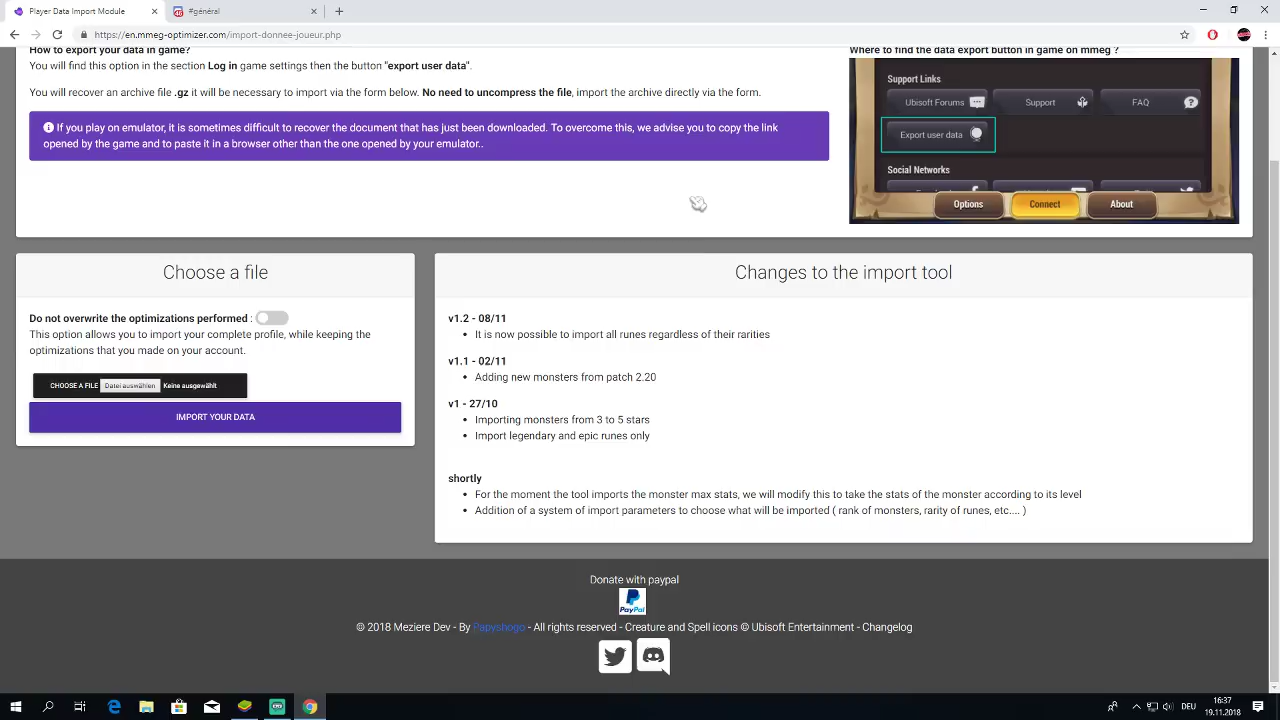 Player Data Import Module
#général
https://en.mmeg-optimizer.com/import-donnee-joueur.php
How to export your data in game?
You will find this option in the section Log in game settings then the button "export user data".
You will recover an archive file .gz it will be necessary to import via the form below. No need to uncompress the file, import the archive directly via the form.
If you play on emulator, it is sometimes difficult to recover the document that has just been downloaded. To overcome this, we advise you to copy the link
opened by the game and to paste it in a browser other than the one opened by your emulator..
Where to find the data export button in game on mmeg ?
Support Links
Ubisoft Forums
Support
FAQ
Export user data
Social Networks
Options
Connect
About
Choose a file
Do not overwrite the optimizations performed :
This option allows you to import your complete profile, while keeping the
optimizations that you made on your account.
CHOOSE A FILE Datei auswählen Keine ausgewählt
IMPORT YOUR DATA
Changes to the import tool
v1.2 - 08/11
It is now possible to import all runes regardless of their rarities
v1.1 - 02/11
Adding new monsters from patch 2.20
v1 - 27/10
Importing monsters from 3 to 5 stars
Import legendary and epic runes only
shortly
For the moment the tool imports the monster max stats, we will modify this to take the stats of the monster according to its level
Addition of a system of import parameters to choose what will be imported ( rank of monsters, rarity of runes, etc.... )
Donate with paypal
PayPal
© 2018 Meziere Dev - By Papyshogo - All rights reserved - Creature and Spell icons © Ubisoft Entertainment - Changelog
DEU
16:37
19.11.2018